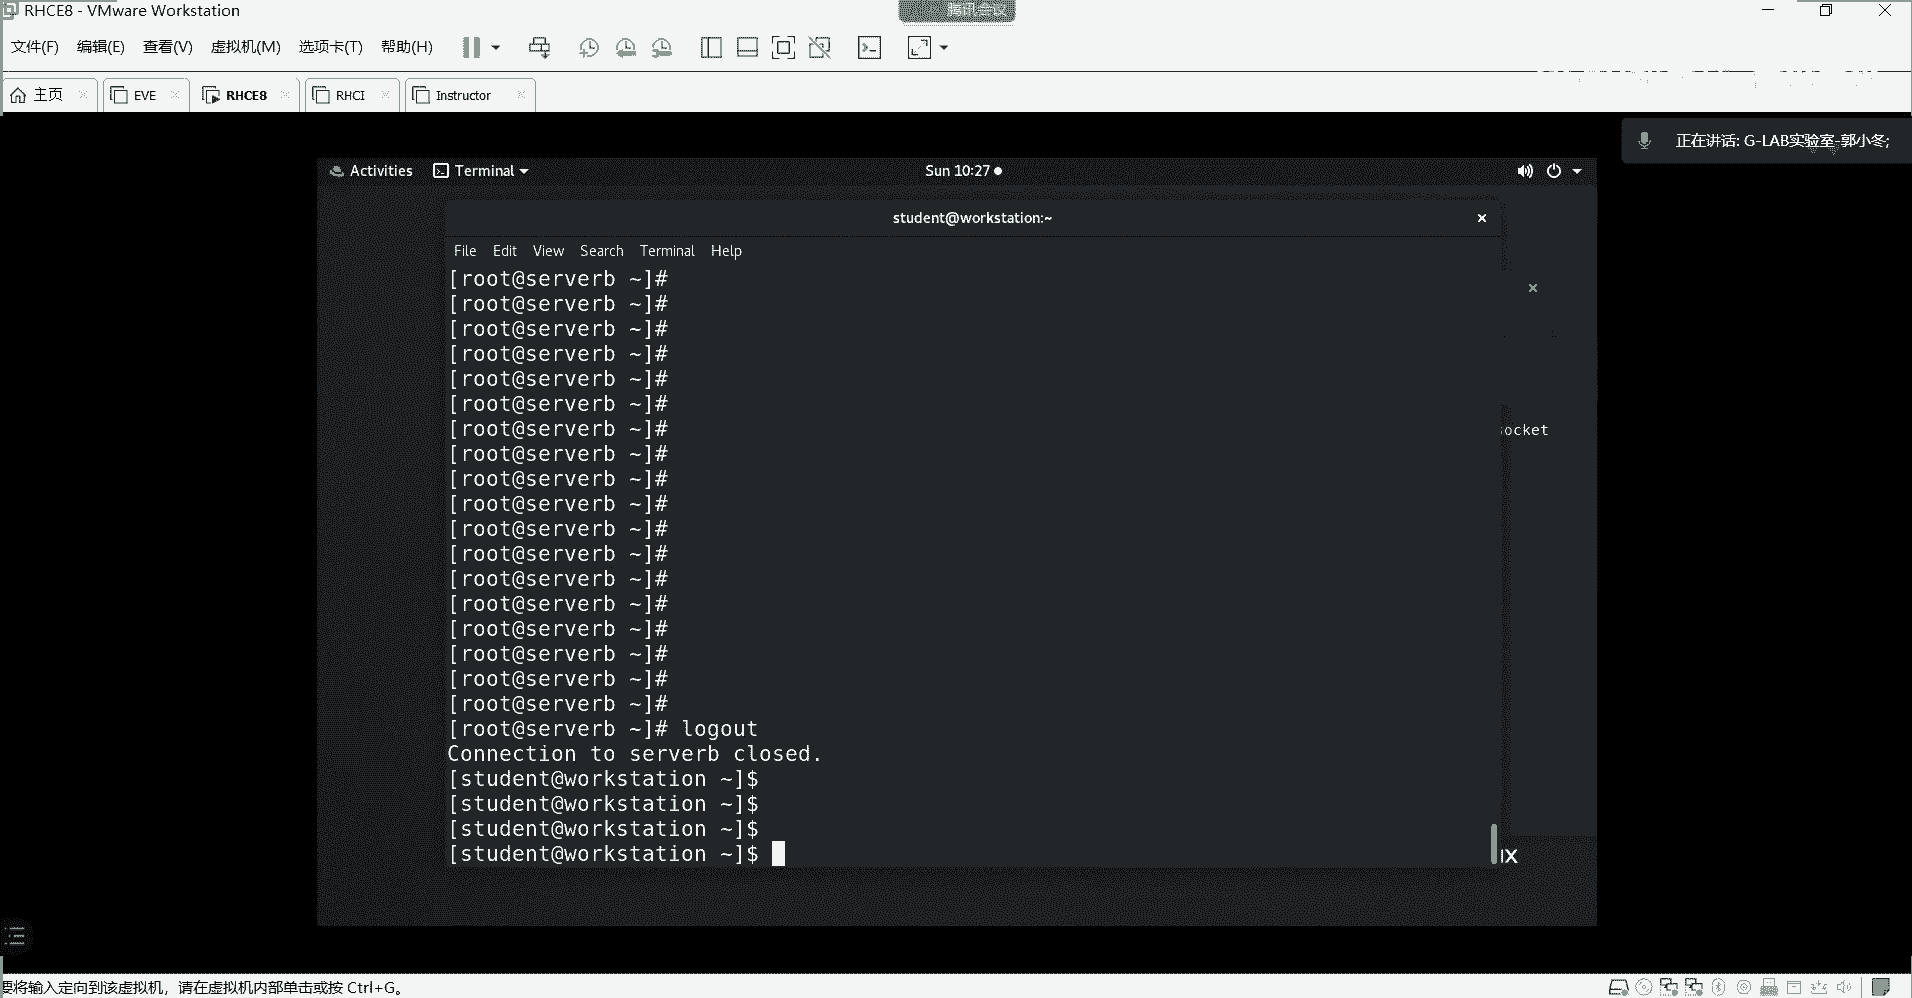 RHCE8 - VMware Workstation
腾讯会议
文件(F) 编辑(E) 查看(V) 虚拟机(M) 选项卡(T) 帮助(H)
主页 EVE RHCE8 RHCI Instructor
正在讲话: G-LAB实验室-郭小冬;
Activities Terminal Sun 10:27
student@workstation:~
File Edit View Search Terminal Help
[root@serverb ~]#
[root@serverb ~]#
[root@serverb ~]#
[root@serverb ~]#
[root@serverb ~]#
[root@serverb ~]#
[root@serverb ~]#
ocket
[root@serverb ~]#
[root@serverb ~]#
[root@serverb ~]#
[root@serverb ~]#
[root@serverb ~]#
[root@serverb ~]#
[root@serverb ~]#
[root@serverb ~]#
[root@serverb ~]#
[root@serverb ~]#
[root@serverb ~]#
[root@serverb ~]# logout
Connection to serverb closed.
[student@workstation ~]$
[student@workstation ~]$
[student@workstation ~]$
[student@workstation ~]$
IX
要将输入定向到该虚拟机，请在虚拟机内部单击或按 Ctrl+G。